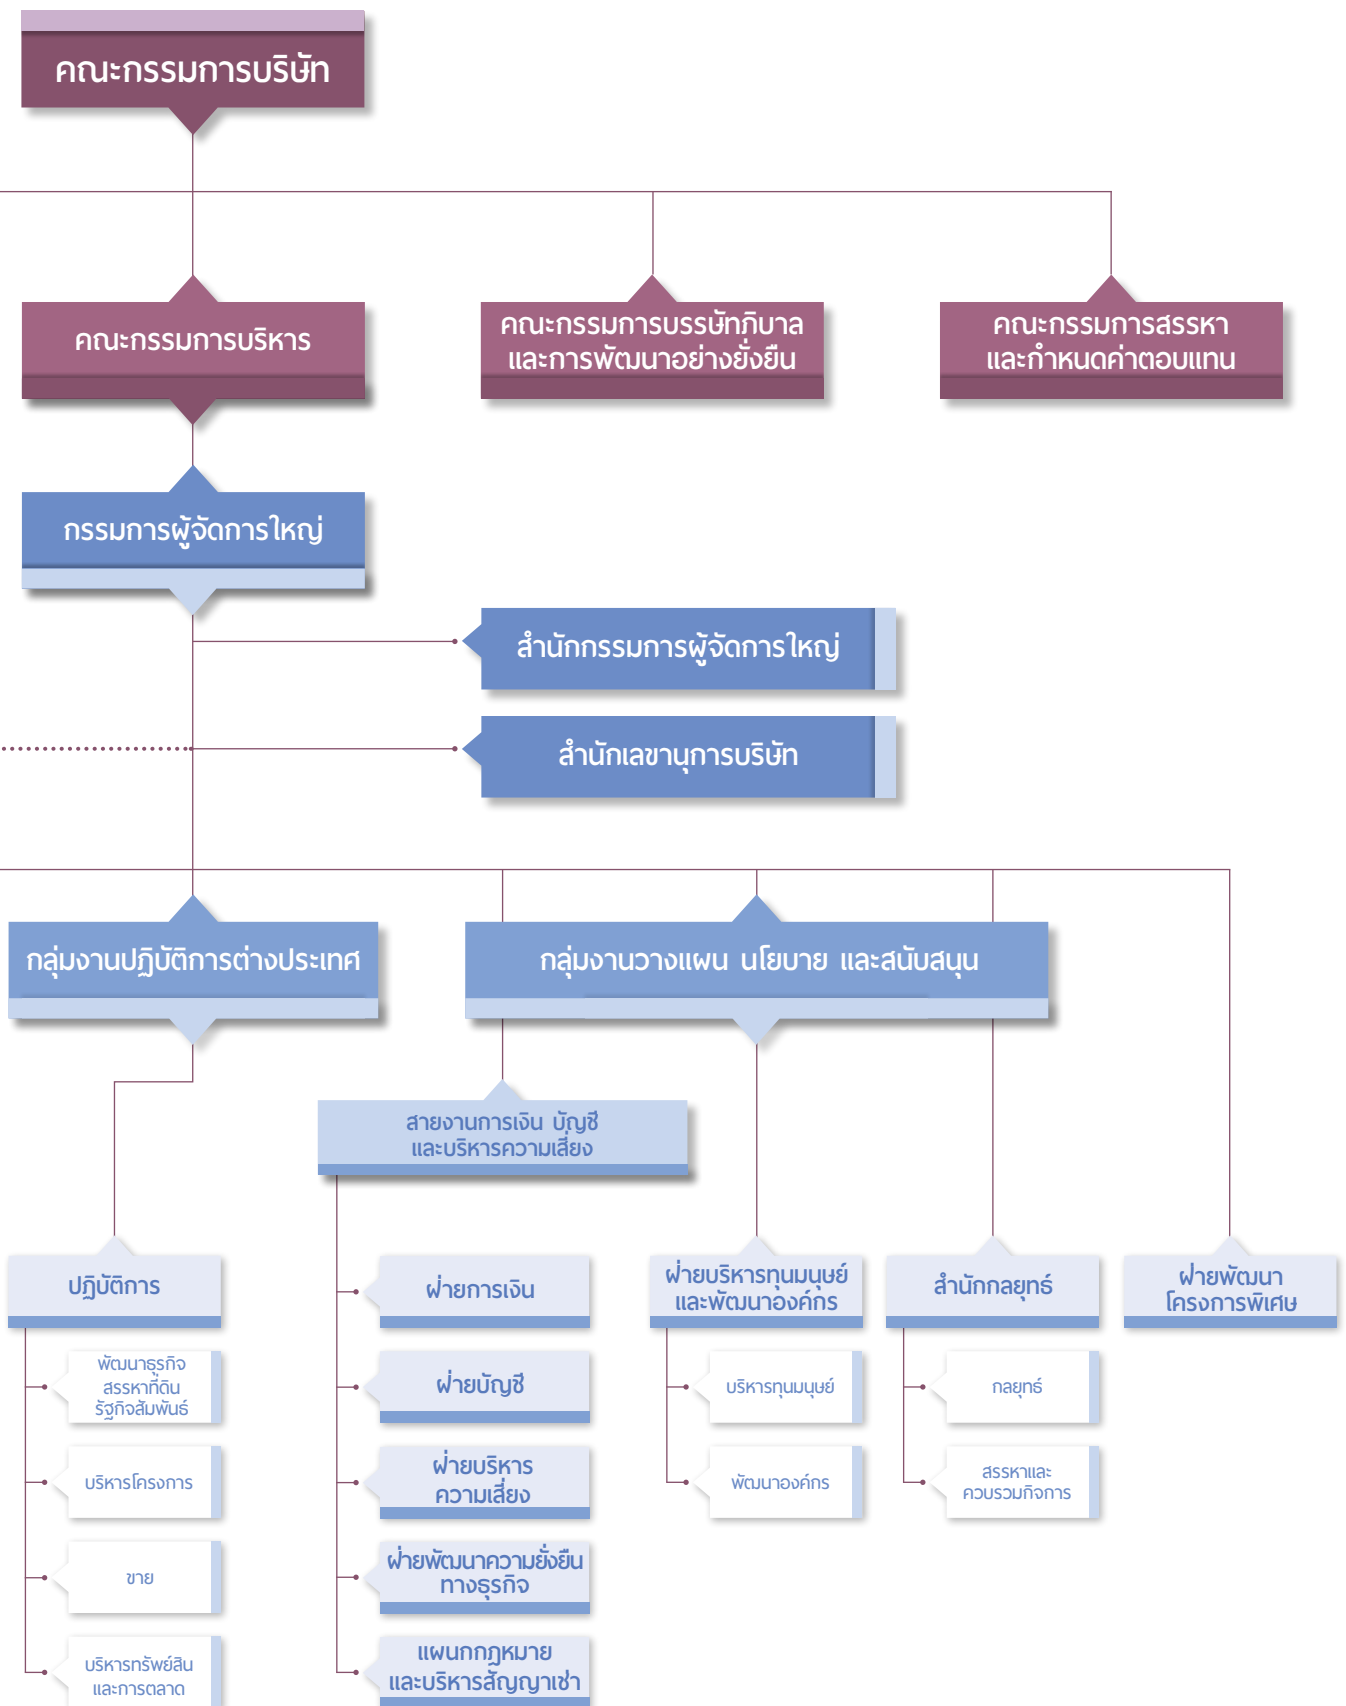 คณะกรรมการบริษัท
คณะกรรมการบริหาร
คณะกรรมการบรรษัทภิบาล
และการพัฒนาอย่างยั่งยืน
คณะกรรมการสรรหา
และกำหนดค่าตอบแทน
กรรมการผู้จัดการใหญ่
สำนักกรรมการผู้จัดการใหญ่
สำนักเลขานุการบริษัท
กลุ่มงานปฏิบัติการต่างประเทศ
กลุ่มงานวางแผน นโยบาย และสนับสนุน
สายงานการเงิน บัญชี
และบริหารความเสี่ยง
ปฏิบัติการ
พัฒนาธุรกิจ
สรรหาที่ดิน
รัฐกิจสัมพันธ์
บริหารโครงการ
ขาย
บริหารทรัพย์สิน
และการตลาด
ฝ่ายการเงิน
ฝ่ายบัญชี
ฝ่ายบริหาร
ความเสี่ยง
ฝ่ายพัฒนาความยั่งยืน
ทางธุรกิจ
แผนกกฎหมาย
และบริหารสัญญาเช่า
ฝ่ายบริหารทุนมนุษย์
และพัฒนาองค์กร
บริหารทุนมนุษย์
พัฒนาองค์กร
สำนักกลยุทธ์
กลยุทธ์
สรรหาและ
ควบรวมกิจการ
ฝ่ายพัฒนา
โครงการพิเศษ